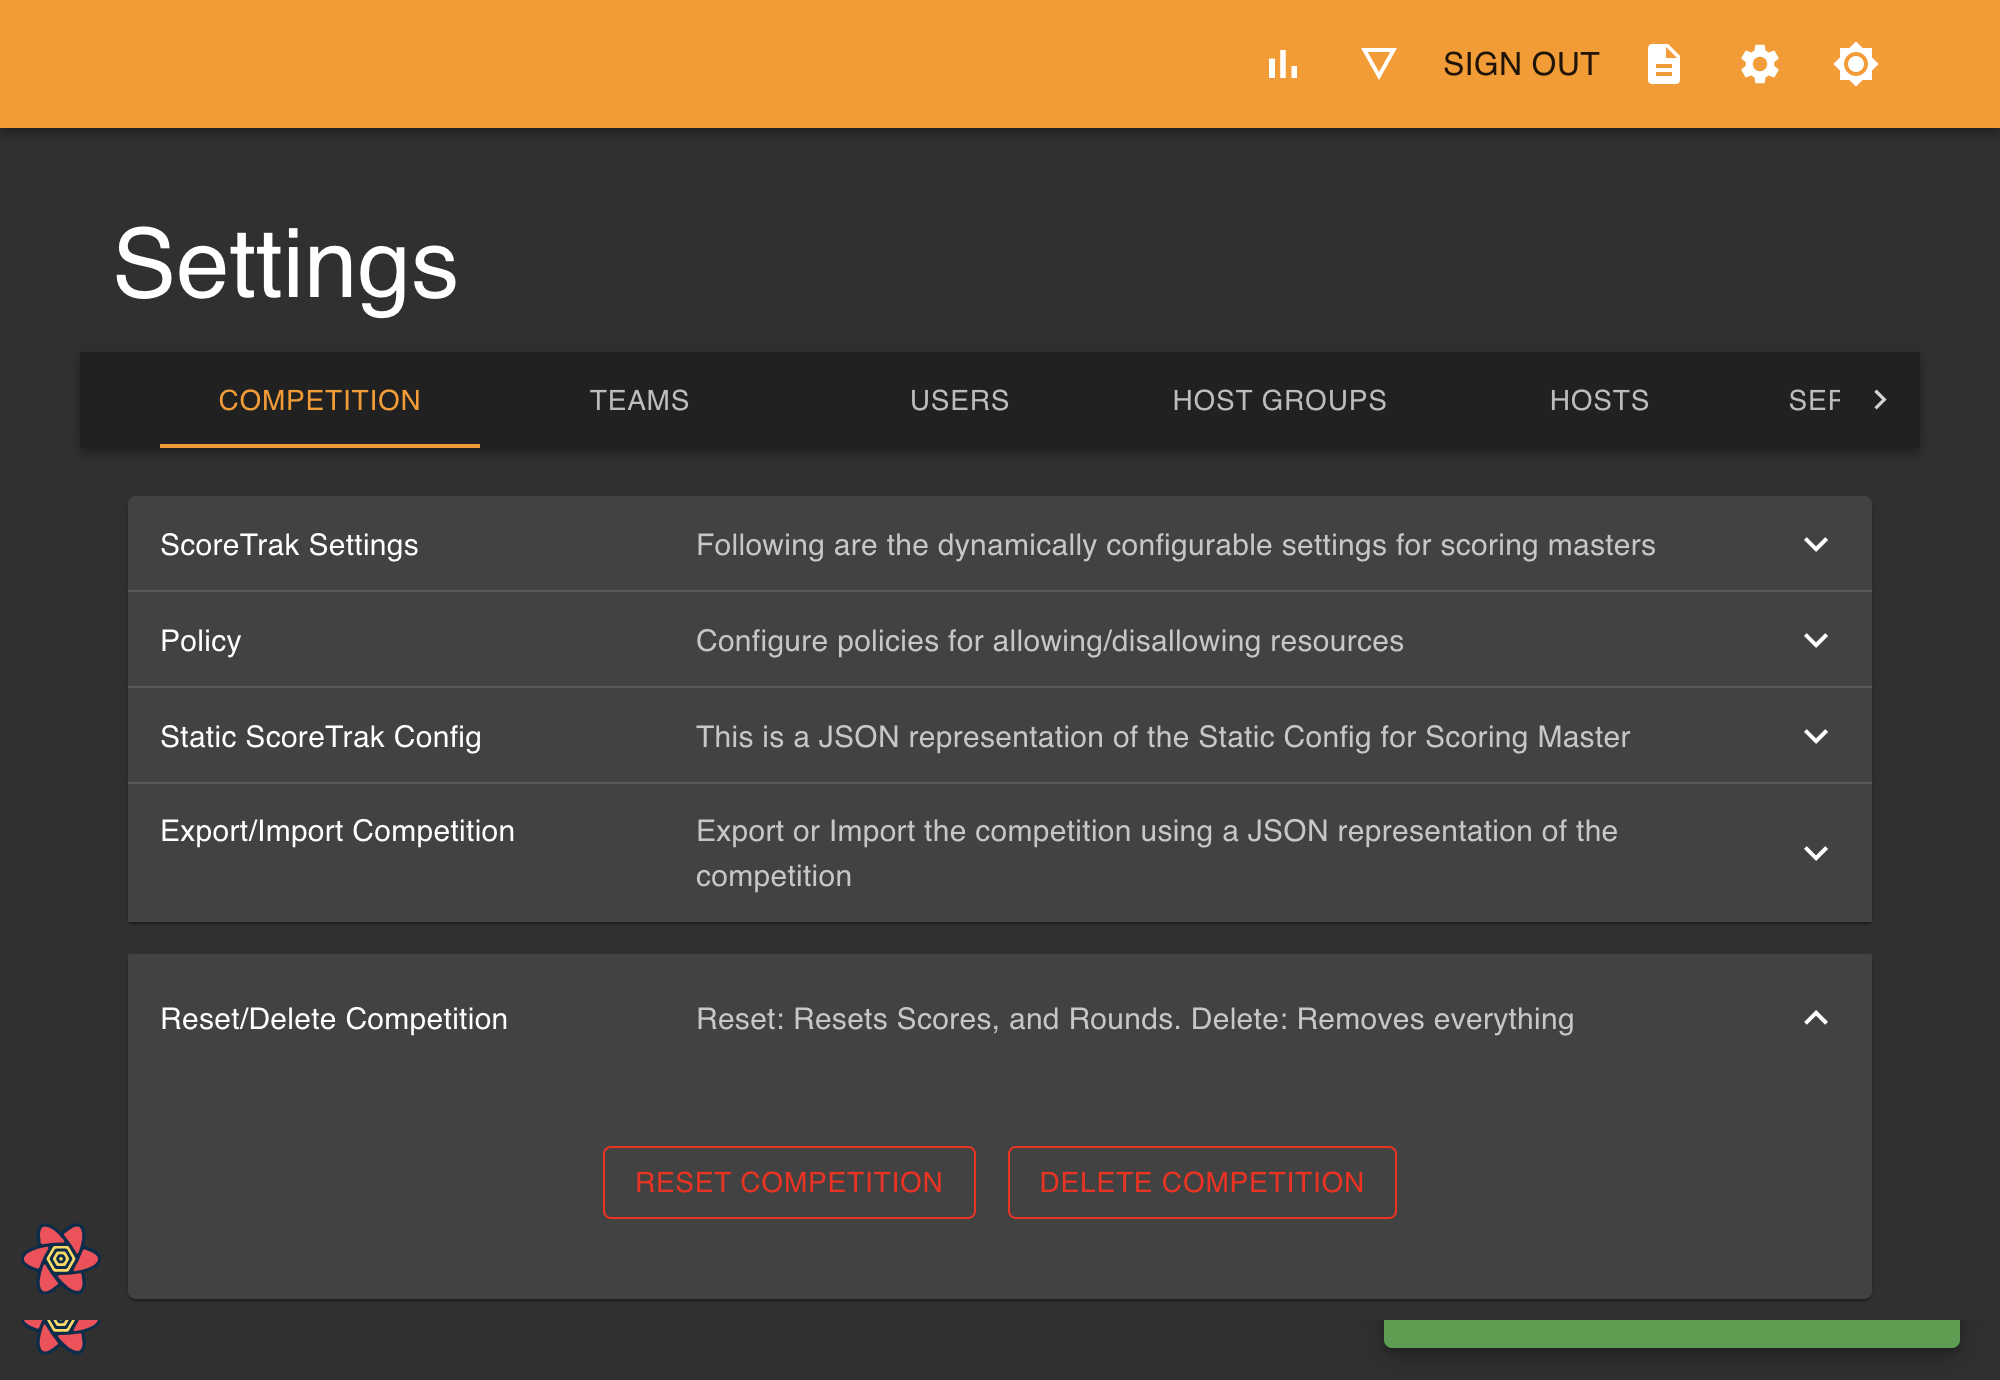 SIGN OUT
Settings
COMPETITION TEAMS USERS HOST GROUPS HOSTS SER
ScoreTrak Settings Following are the dynamically configurable settings for scoring masters
Policy Configure policies for allowing/disallowing resources
Static ScoreTrak Config This is a JSON representation of the Static Config for Scoring Master
Export/Import Competition Export or Import the competition using a JSON representation of the
competition
Reset/Delete Competition Reset: Resets Scores, and Rounds. Delete: Removes everything
RESET COMPETITION DELETE COMPETITION